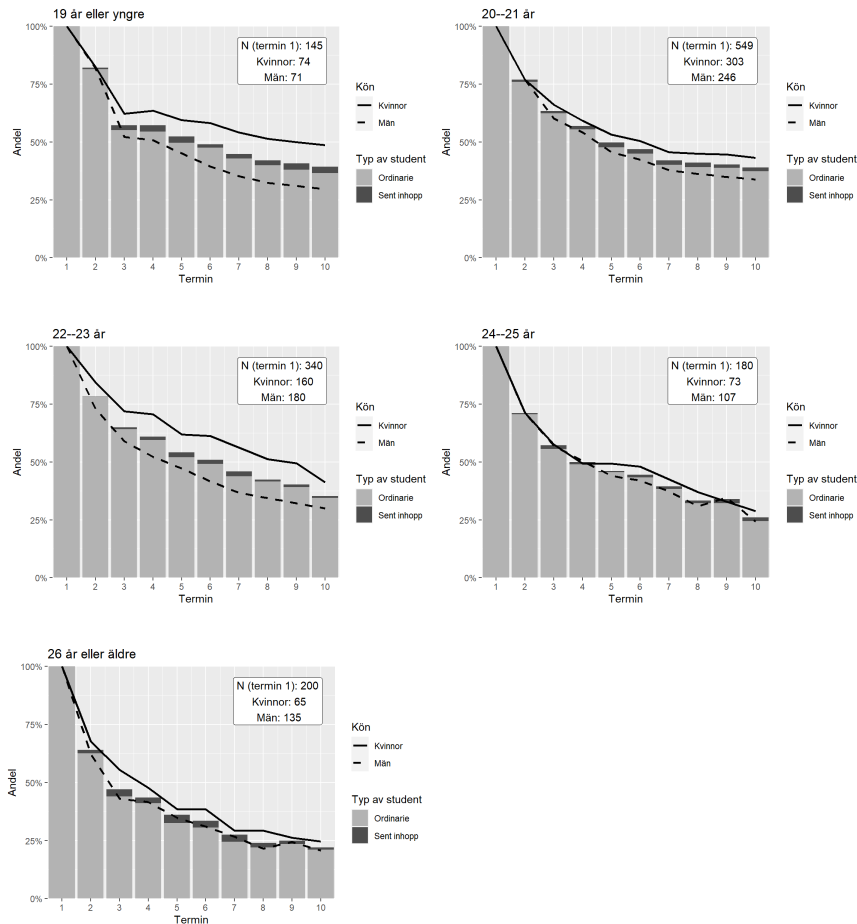 19 år eller yngre
100%
75%
50%
25%
0%
Andel
1 2 3 4 5 6 7 8 9 10
Termin
N (termin 1): 145
Kvinnor: 74
Män: 71
Kön
Kvinnor
Män
Typ av student
Ordinarie
Sent inhopp
20--21 år
100%
75%
50%
25%
0%
Andel
1 2 3 4 5 6 7 8 9 10
Termin
N (termin 1): 549
Kvinnor: 303
Män: 246
Kön
Kvinnor
Män
Typ av student
Ordinarie
Sent inhopp
22--23 år
100%
75%
50%
25%
0%
Andel
1 2 3 4 5 6 7 8 9 10
Termin
N (termin 1): 340
Kvinnor: 160
Män: 180
Kön
Kvinnor
Män
Typ av student
Ordinarie
Sent inhopp
24--25 år
100%
75%
50%
25%
0%
Andel
1 2 3 4 5 6 7 8 9 10
Termin
N (termin 1): 180
Kvinnor: 73
Män: 107
Kön
Kvinnor
Män
Typ av student
Ordinarie
Sent inhopp
26 år eller äldre
100%
75%
50%
25%
0%
Andel
1 2 3 4 5 6 7 8 9 10
Termin
N (termin 1): 200
Kvinnor: 65
Män: 135
Kön
Kvinnor
Män
Typ av student
Ordinarie
Sent inhopp